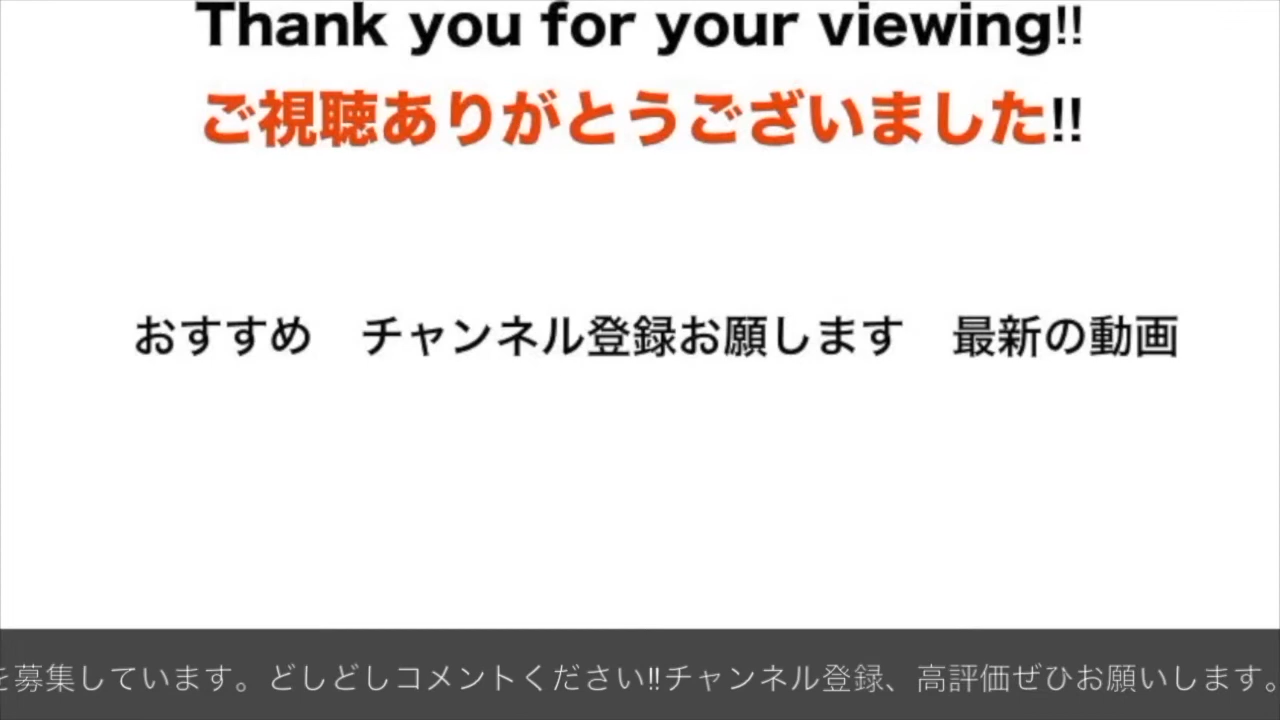 Thank you for your viewing!!
ご視聴ありがとうございました!!
おすすめ　チャンネル登録お願します　最新の動画
を募集しています。どしどしコメントください!!チャンネル登録、高評価ぜひお願いします。